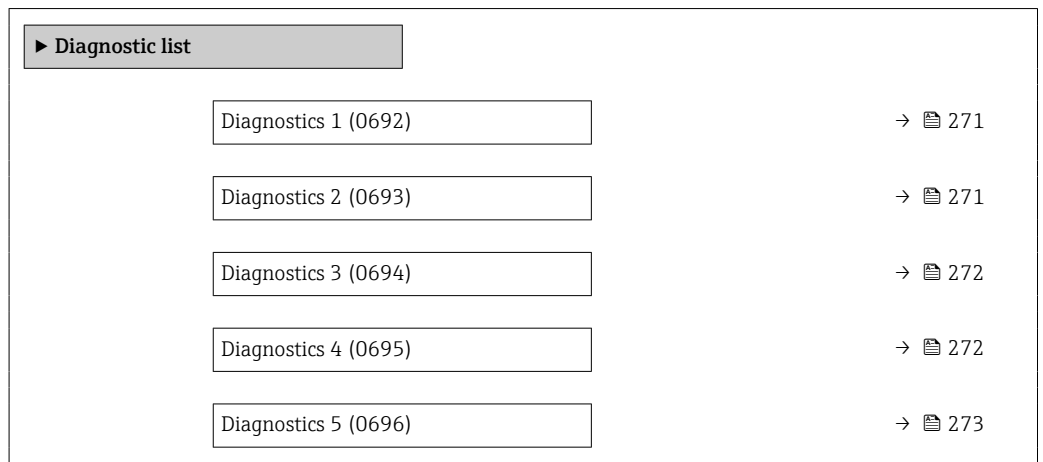 ▶ Diagnostic list
Diagnostics 1 (0692) → 271
Diagnostics 2 (0693) → 271
Diagnostics 3 (0694) → 272
Diagnostics 4 (0695) → 272
Diagnostics 5 (0696) → 273